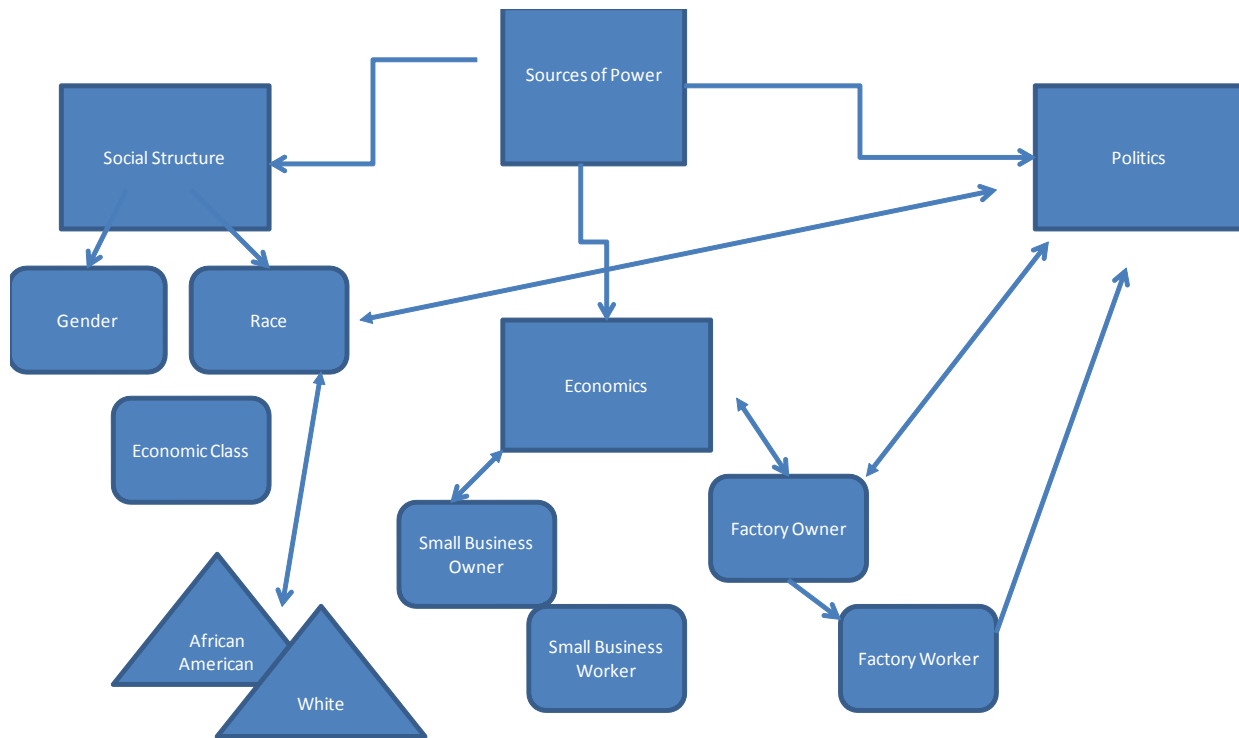 Sources of Power
Social Structure
Politics
Gender
Race
Economics
Economic Class
Small Business
Owner
Factory Owner
African
American
Small Business
Worker
Factory Worker
White